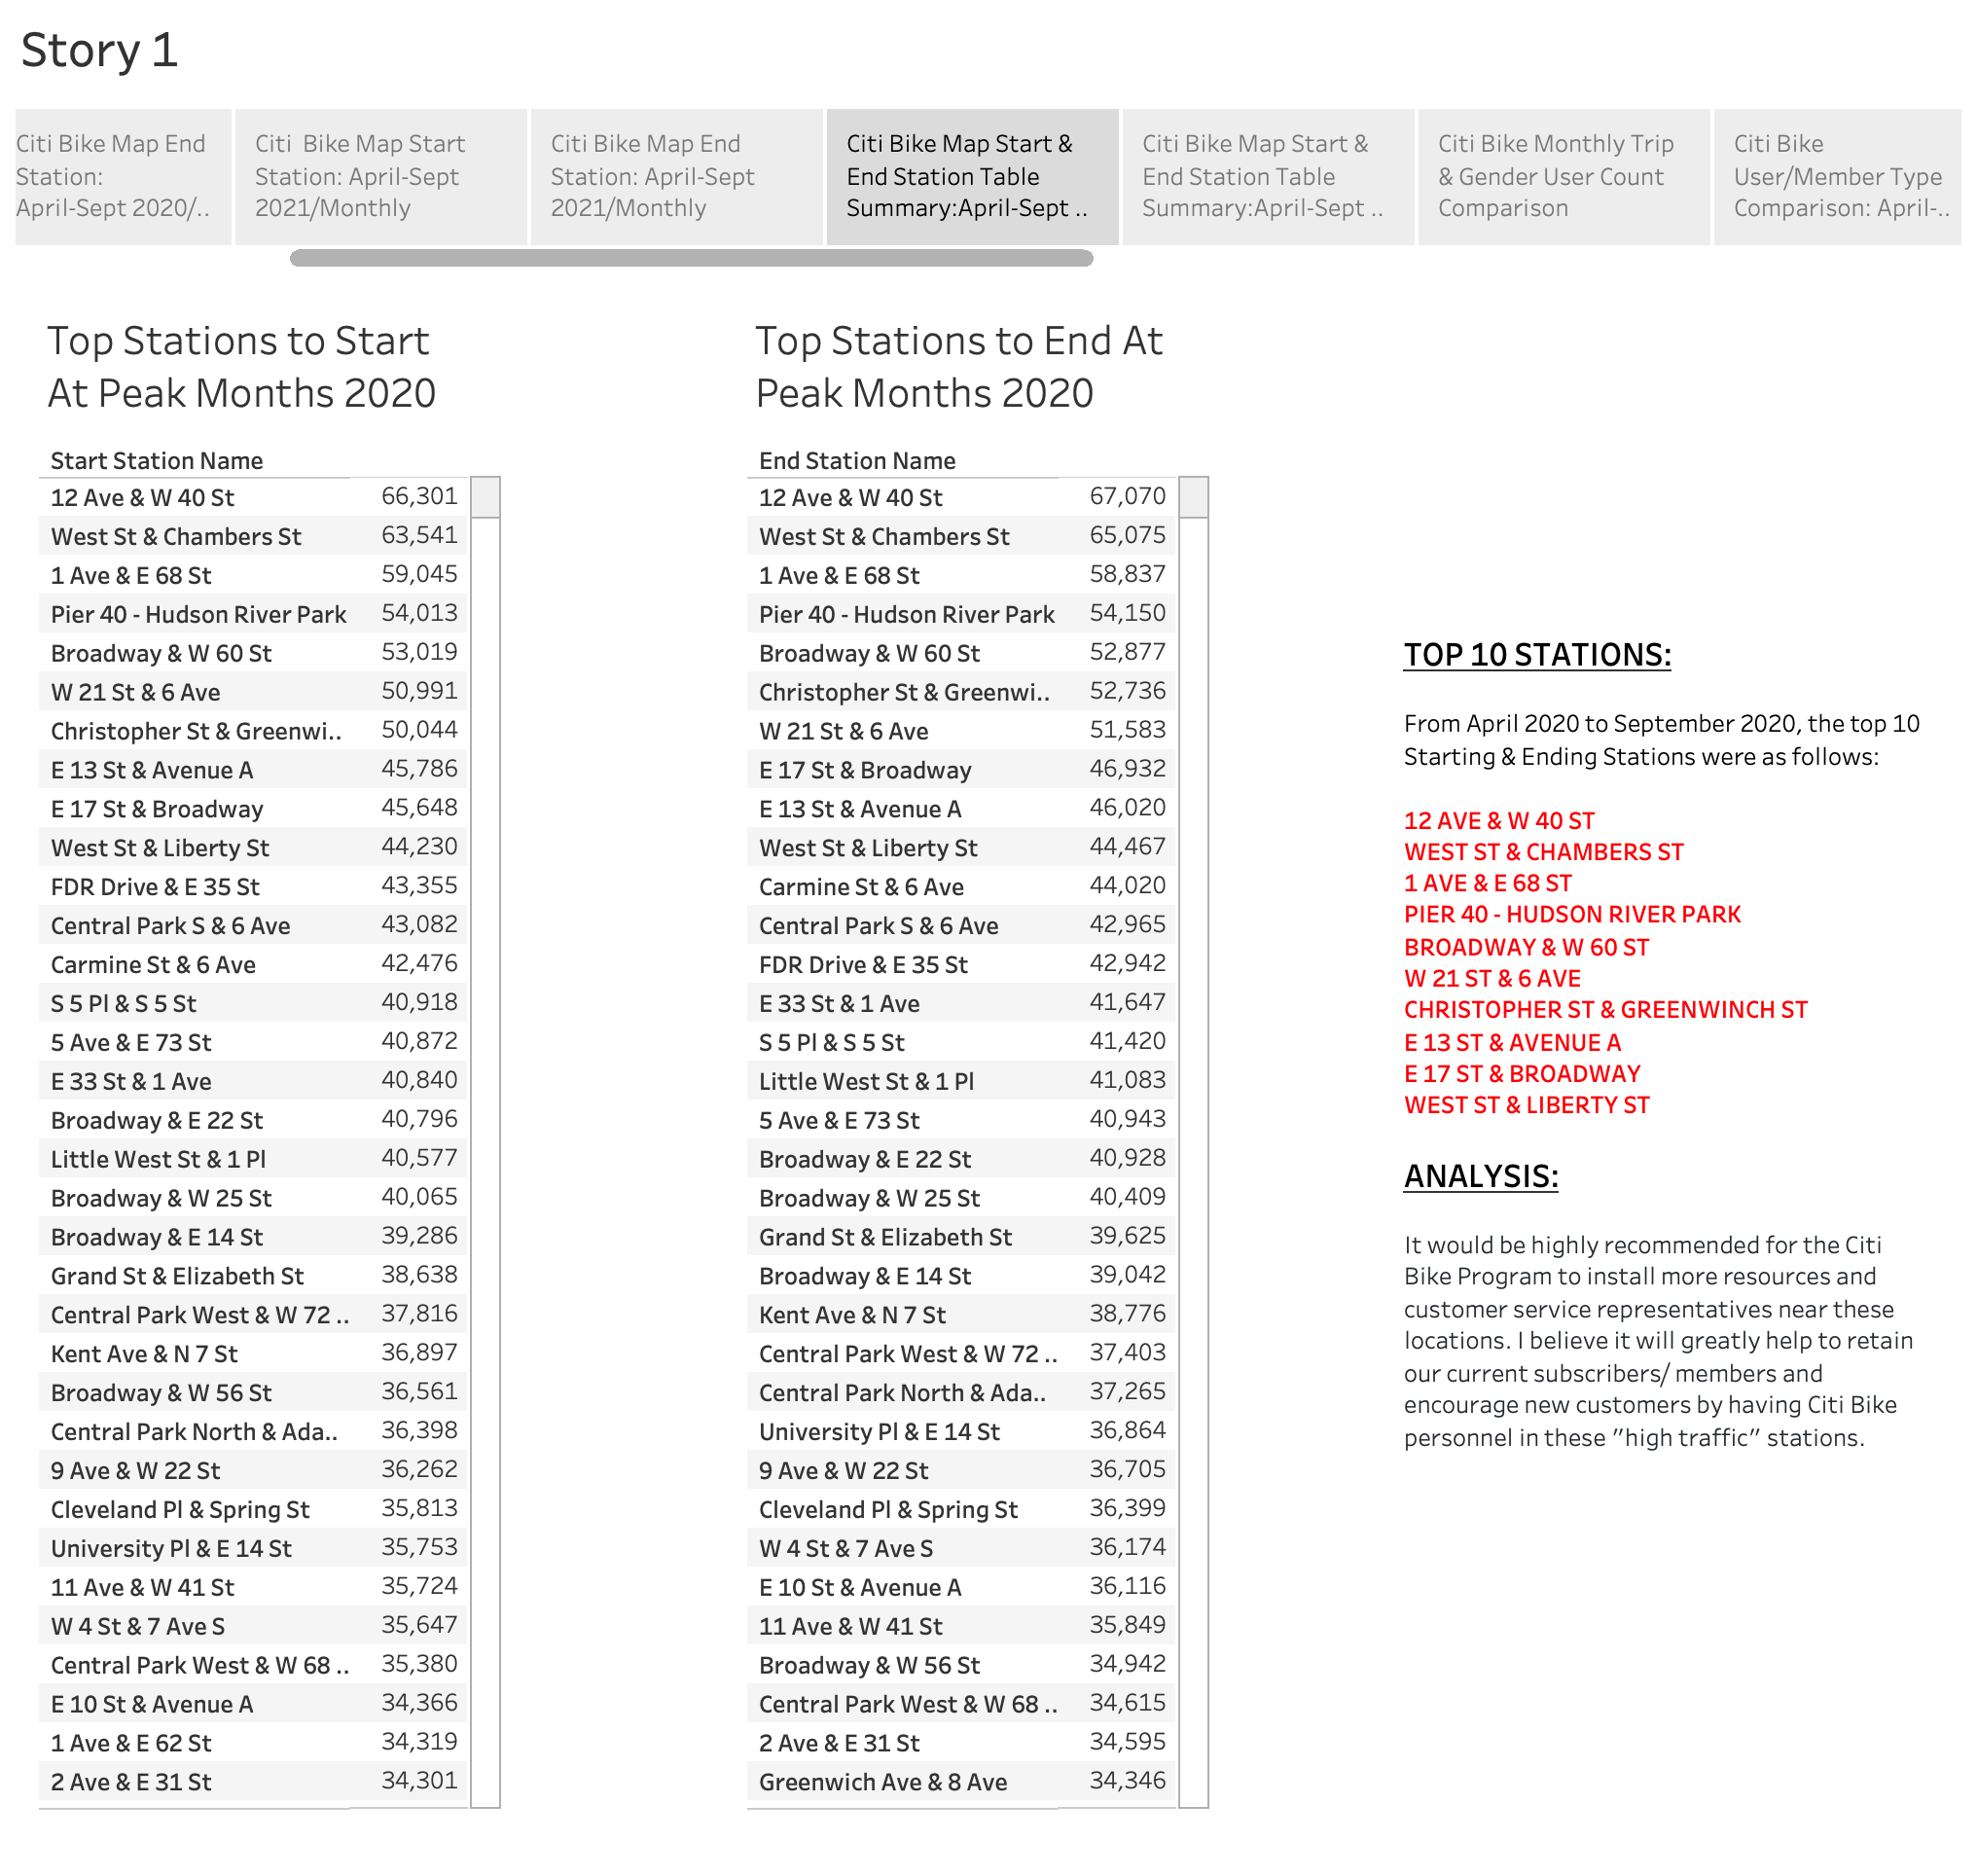 Story 1
Citi Bike Map End
Station:
April-Sept 2020/..
Citi  Bike Map Start
Station: April-Sept
2021/Monthly
Citi Bike Map End
Station: April-Sept
2021/Monthly
Citi Bike Map Start &
End Station Table
Summary:April-Sept ..
Citi Bike Map Start &
End Station Table
Summary:April-Sept ..
Citi Bike Monthly Trip
& Gender User Count
Comparison
Citi Bike
User/Member Type
Comparison: April-..
Top Stations to Start
At Peak Months 2020
Start Station Name
12 Ave & W 40 St 66,301
West St & Chambers St 63,541
1 Ave & E 68 St 59,045
Pier 40 - Hudson River Park 54,013
Broadway & W 60 St 53,019
W 21 St & 6 Ave 50,991
Christopher St & Greenwi.. 50,044
E 13 St & Avenue A 45,786
E 17 St & Broadway 45,648
West St & Liberty St 44,230
FDR Drive & E 35 St 43,355
Central Park S & 6 Ave 43,082
Carmine St & 6 Ave 42,476
S 5 Pl & S 5 St 40,918
5 Ave & E 73 St 40,872
E 33 St & 1 Ave 40,840
Broadway & E 22 St 40,796
Little West St & 1 Pl 40,577
Broadway & W 25 St 40,065
Broadway & E 14 St 39,286
Grand St & Elizabeth St 38,638
Central Park West & W 72 .. 37,816
Kent Ave & N 7 St 36,897
Broadway & W 56 St 36,561
Central Park North & Ada.. 36,398
9 Ave & W 22 St 36,262
Cleveland Pl & Spring St 35,813
University Pl & E 14 St 35,753
11 Ave & W 41 St 35,724
W 4 St & 7 Ave S 35,647
Central Park West & W 68 .. 35,380
E 10 St & Avenue A 34,366
1 Ave & E 62 St 34,319
2 Ave & E 31 St 34,301
Top Stations to End At
Peak Months 2020
End Station Name
12 Ave & W 40 St 67,070
West St & Chambers St 65,075
1 Ave & E 68 St 58,837
Pier 40 - Hudson River Park 54,150
Broadway & W 60 St 52,877
Christopher St & Greenwi.. 52,736
W 21 St & 6 Ave 51,583
E 17 St & Broadway 46,932
E 13 St & Avenue A 46,020
West St & Liberty St 44,467
Carmine St & 6 Ave 44,020
Central Park S & 6 Ave 42,965
FDR Drive & E 35 St 42,942
E 33 St & 1 Ave 41,647
S 5 Pl & S 5 St 41,420
Little West St & 1 Pl 41,083
5 Ave & E 73 St 40,943
Broadway & E 22 St 40,928
Broadway & W 25 St 40,409
Grand St & Elizabeth St 39,625
Broadway & E 14 St 39,042
Kent Ave & N 7 St 38,776
Central Park West & W 72 .. 37,403
Central Park North & Ada.. 37,265
University Pl & E 14 St 36,864
9 Ave & W 22 St 36,705
Cleveland Pl & Spring St 36,399
W 4 St & 7 Ave S 36,174
E 10 St & Avenue A 36,116
11 Ave & W 41 St 35,849
Broadway & W 56 St 34,942
Central Park West & W 68 .. 34,615
2 Ave & E 31 St 34,595
Greenwich Ave & 8 Ave 34,346
TOP 10 STATIONS:
From April 2020 to September 2020, the top 10
Starting & Ending Stations were as follows:
12 AVE & W 40 ST
WEST ST & CHAMBERS ST
1 AVE & E 68 ST
PIER 40 - HUDSON RIVER PARK
BROADWAY & W 60 ST
W 21 ST & 6 AVE
CHRISTOPHER ST & GREENWINCH ST
E 13 ST & AVENUE A
E 17 ST & BROADWAY
WEST ST & LIBERTY ST
ANALYSIS:
It would be highly recommended for the Citi
Bike Program to install more resources and
customer service representatives near these
locations. I believe it will greatly help to retain
our current subscribers/ members and
encourage new customers by having Citi Bike
personnel in these "high traffic" stations.